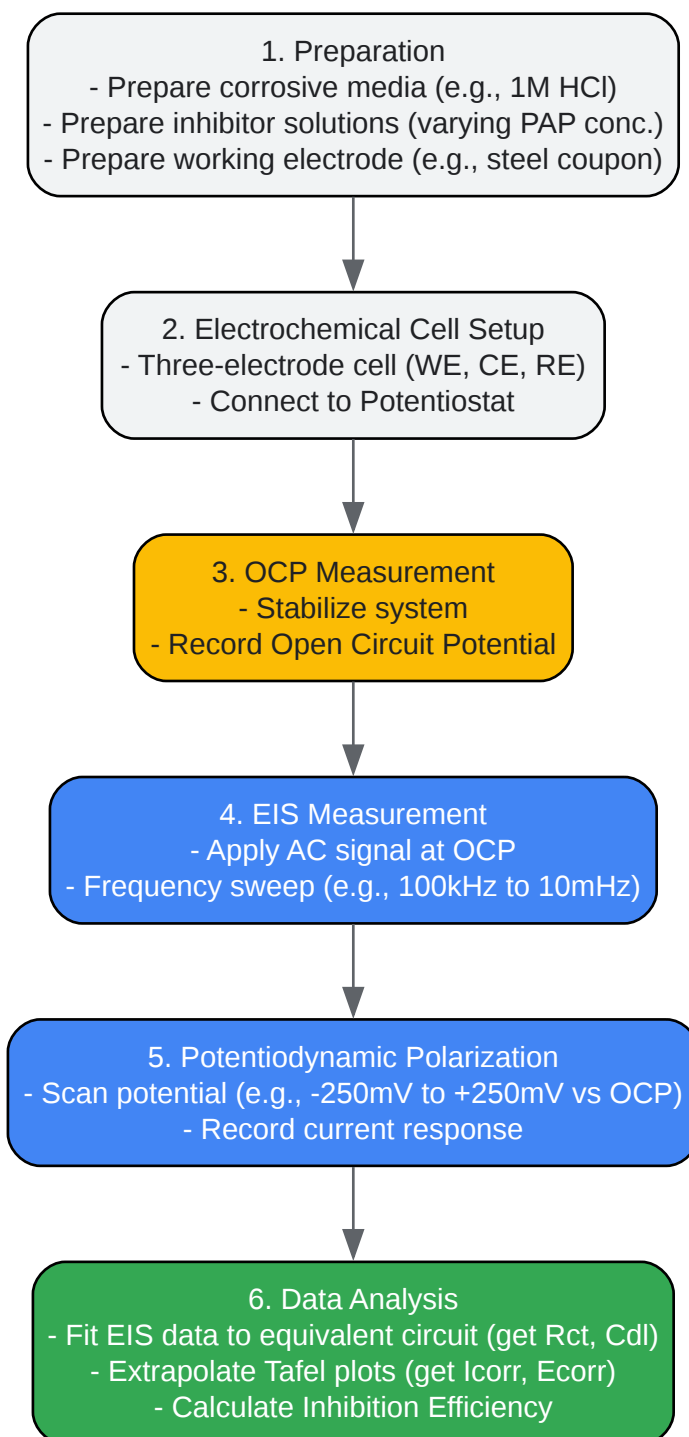 1. Preparation
- Prepare corrosive media (e.g., 1M HCl)
- Prepare inhibitor solutions (varying PAP conc.)
- Prepare working electrode (e.g., steel coupon)
2. Electrochemical Cell Setup
- Three-electrode cell (WE, CE, RE)
- Connect to Potentiostat
3. OCP Measurement
- Stabilize system
- Record Open Circuit Potential
4. EIS Measurement
- Apply AC signal at OCP
- Frequency sweep (e.g., 100kHz to 10mHz)
5. Potentiodynamic Polarization
- Scan potential (e.g., -250mV to +250mV vs OCP)
- Record current response
6. Data Analysis
- Fit EIS data to equivalent circuit (get Rct, Cdl)
- Extrapolate Tafel plots (get Icorr, Ecorr)
- Calculate Inhibition Efficiency